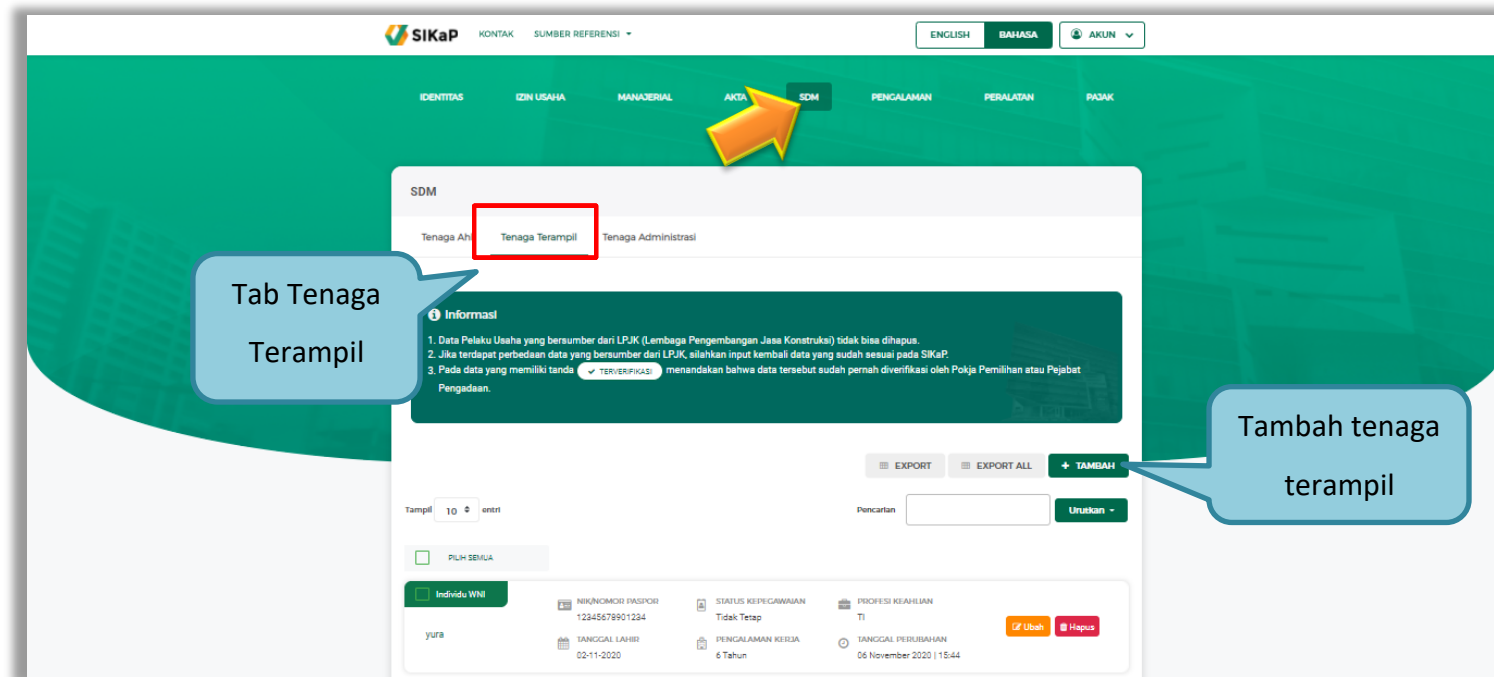 SIKaP KONTAK SUMBER REFERENSI ENGLISH BAHASA AKUN
IDENTITAS IZIN USAHA MANAJERIAL AKTA SDM PENGALAMAN PERALATAN PAJAK
SDM
Tenaga Ahl Tenaga Terampil Tenaga Administrasi
Tab Tenaga
Terampil
Informasi
1. Data Pelaku Usaha yang bersumber dari LPJK (Lembaga Pengembangan Jasa Konstruksi) tidak bisa dihapus.
2. Jika terdapat perbedaan data yang bersumber dari LPJK, silahkan input kembali data yang sudah sesuai pada SIKaP.
3. Pada data yang memiliki tanda TERVERIFIKASI menandakan bahwa data tersebut sudah pernah diverifikasi oleh Pokja Pemilihan atau Pejabat
Pengadaan.
Tambah tenaga
terampil
EXPORT EXPORT ALL + TAMBAH
Tampil 10 entri Pencarian Urutkan
PILIH SEMUA
Individu WNI
yura
NIK/NOMOR PASPOR STATUS KEPEGAWAIAN PROFESI KEAHLIAN
12345678901234 Tidak Tetap TI
Ubah Hapus
TANGGAL LAHIR PENGALAMAN KERJA TANGGAL PERUBAHAN
02-11-2020 6 Tahun 06 November 2020 | 15:44